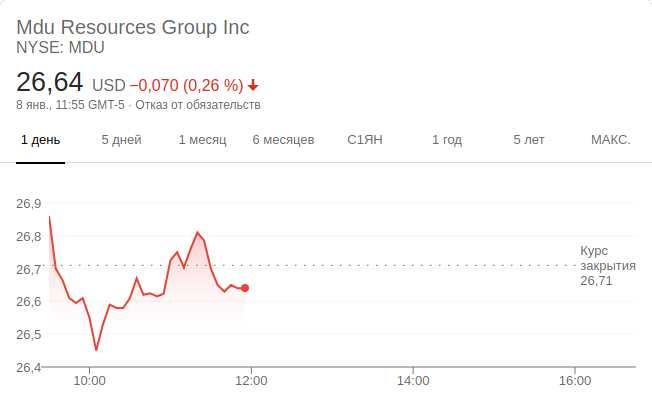 Mdu Resources Group Inc
NYSE: MDU
26,64 USD −0,070 (0,26 %)
8 янв., 11:55 GMT-5 · Отказ от обязательств
1 день 5 дней 1 месяц 6 месяцев С1ЯН 1 год 5 лет МАКС.
26,9
26,8
Курс
26,7 закрытия
26,71
26,6
26,5
26,4
10:00 12:00 14:00 16:00